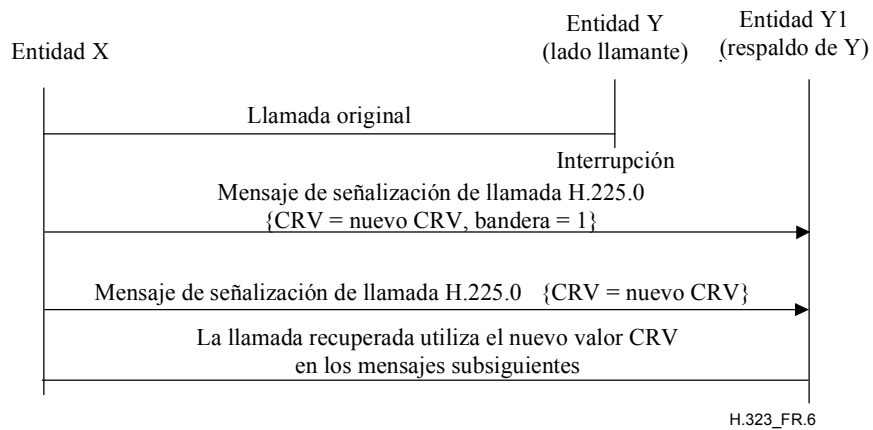 Entidad X
Entidad Y
(lado llamante)
Entidad Y1
(respaldo de Y)
Llamada original
Interrupción
Mensaje de señalización de llamada H.225.0
{CRV = nuevo CRV, bandera = 1}
Mensaje de señalización de llamada H.225.0 {CRV = nuevo CRV}
La llamada recuperada utiliza el nuevo valor CRV
en los mensajes subsiguientes
H.323_FR.6